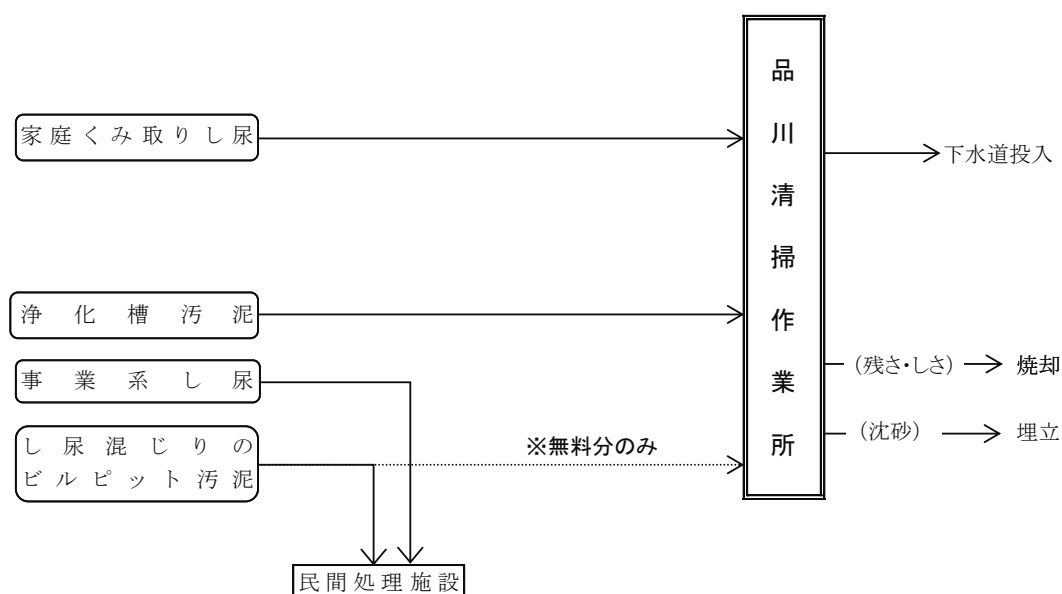 家庭くみ取りし尿
浄化槽汚泥
事業系し尿
し尿混じりの
ビルピット汚泥
※無料分のみ
民間処理施設
品川清掃作業所
下水道投入
(残さ・しさ)
焼却
(沈砂)
埋立